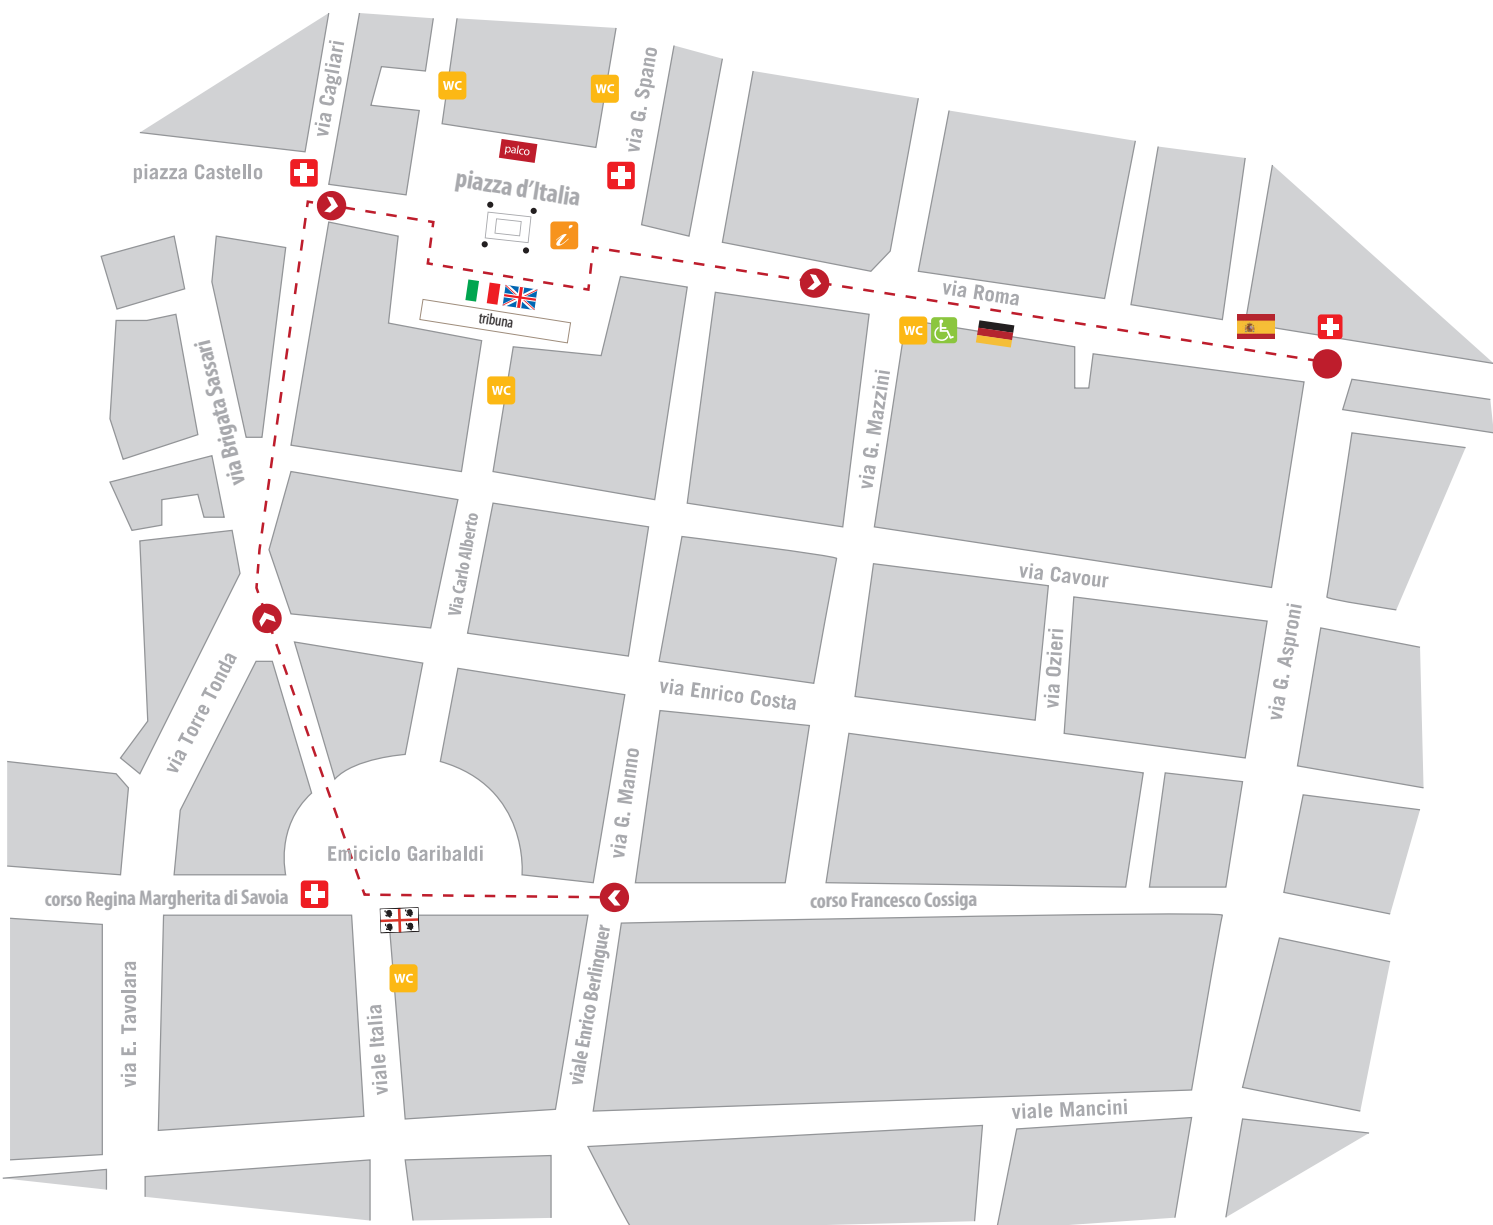 via Cagliari
WC
WC
via G. Spano
palco
piazza Castello
piazza d'Italia
i
via Roma
tribuna
WC
WC
via Brigata Sassari
via G. Mazzini
Via Carlo Alberto
via Cavour
via Ozieri
via G. Asproni
via Torre Tonda
via Enrico Costa
via G. Manno
Emiciclo Garibaldi
corso Regina Margherita di Savoia
corso Francesco Cossiga
WC
via E. Tavolara
viale Italia
viale Enrico Berlinguer
viale Mancini